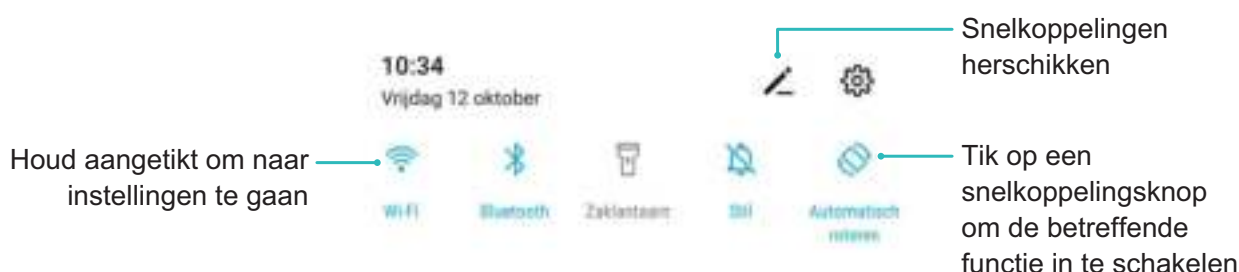 Snelkoppelingen
herschikken
10:34
Vrijdag 12 oktober
Houd aangetikt om naar
instellingen te gaan
Wi-Fi
Bluetooth
Zaklantaarn
Stil
Automatisch
roteren
Tik op een
snelkoppelingsknop
om de betreffende
functie in te schakelen